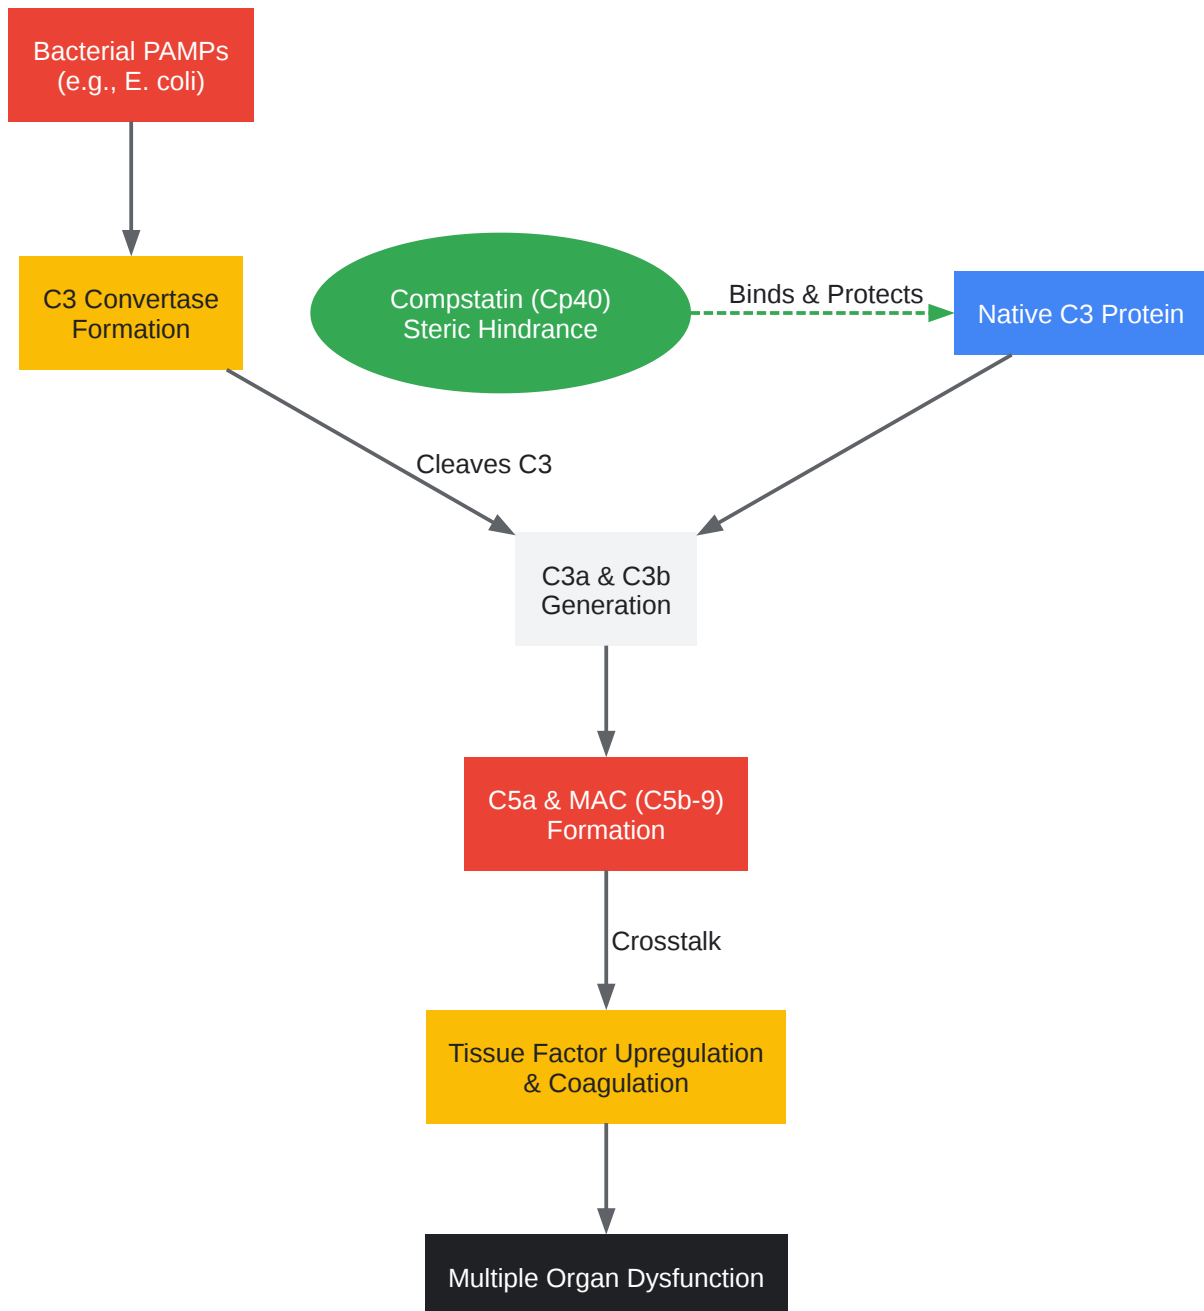 Bacterial PAMPs
(e.g., E. coli)
C3 Convertase
Formation
Compstatin (Cp40)
Steric Hindrance
Binds & Protects
Native C3 Protein
Cleaves C3
C3a & C3b
Generation
C5a & MAC (C5b-9)
Formation
Crosstalk
Tissue Factor Upregulation
& Coagulation
Multiple Organ Dysfunction